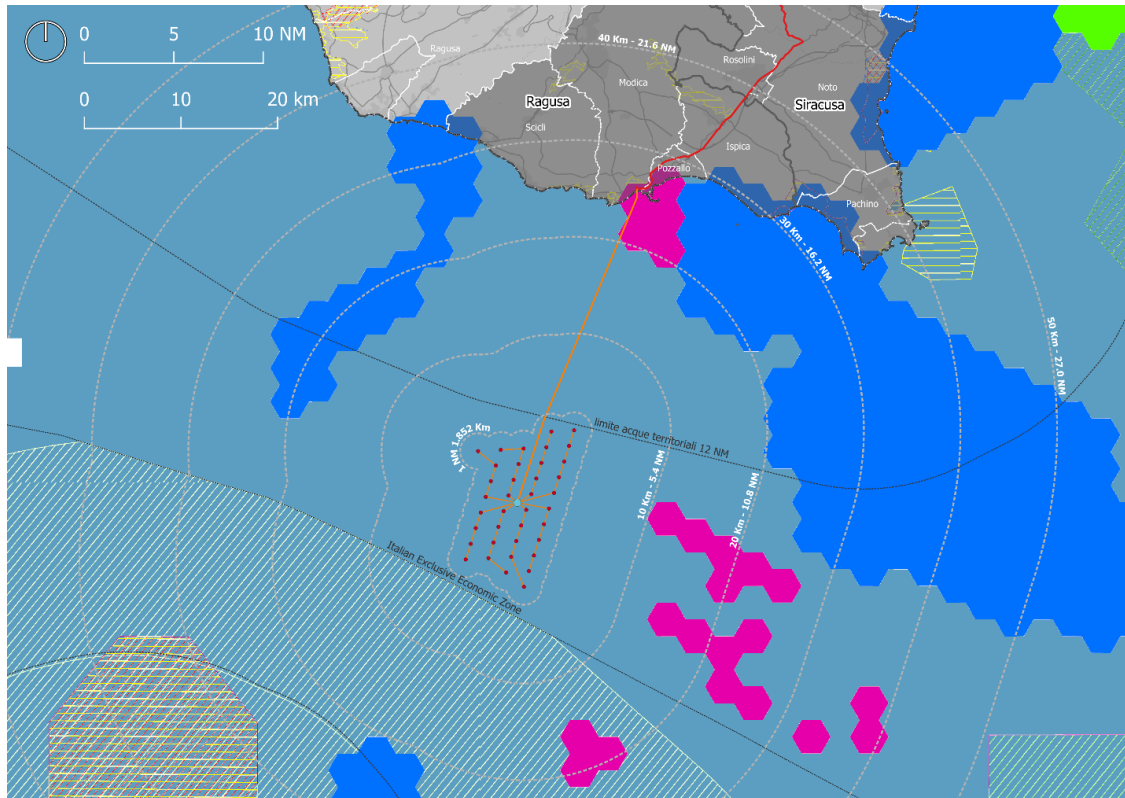 0 5 10 NM
0 10 20 km
40 Km - 21.6 NM
Ragusa
Rosolini
Modica
Noto
Ragusa
Siracusa
Scicli
Ispica
Pozzallo
Pachino
30 Km - 16.2 NM
50 Km - 27.0 NM
limite acque territoriali 12 NM
1 NM 1.852 Km
10 Km - 5.4 NM
20 Km - 10.8 NM
Italian Exclusive Economic Zone